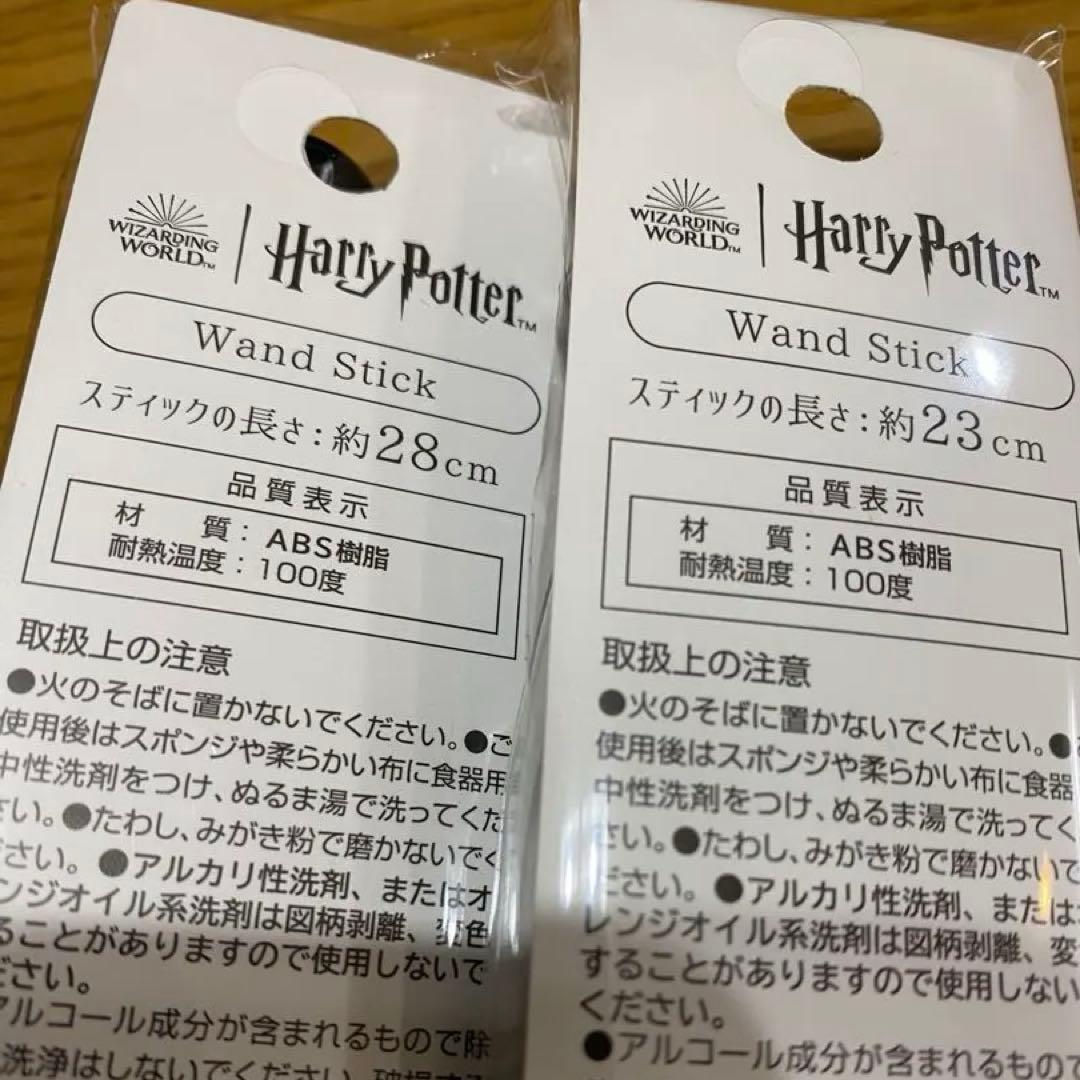 WIZARDING
WORLD™
Harry Potter™
Wand Stick
スティックの長さ：約28cm
品質表示
材　　質：ABS樹脂
耐熱温度：100度
取扱上の注意
●火のそばに置かないでください。●ご
使用後はスポンジや柔らかい布に食器用
中性洗剤をつけ、ぬるま湯で洗ってくだ
さい。●たわし、みがき粉で磨かないでく
ださい。●アルカリ性洗剤、またはオ
ンジオイル系洗剤は図柄剥離、変色
ることがありますので使用しないで
ださい。
アルコール成分が含まれるもので除
洗浄はしないでください。
WIZARDING
WORLD™
Harry Potter™
Wand Stick
スティックの長さ：約23cm
品質表示
材　　質：ABS樹脂
耐熱温度：100度
取扱上の注意
●火のそばに置かないでください。●
使用後はスポンジや柔らかい布に食器
中性洗剤をつけ、ぬるま湯で洗ってく
さい。●たわし、みがき粉で磨かないで
ださい。●アルカリ性洗剤、または
レンジオイル系洗剤は図柄剥離、変
することがありますので使用しない
ください。
●アルコール成分が含まれるもので